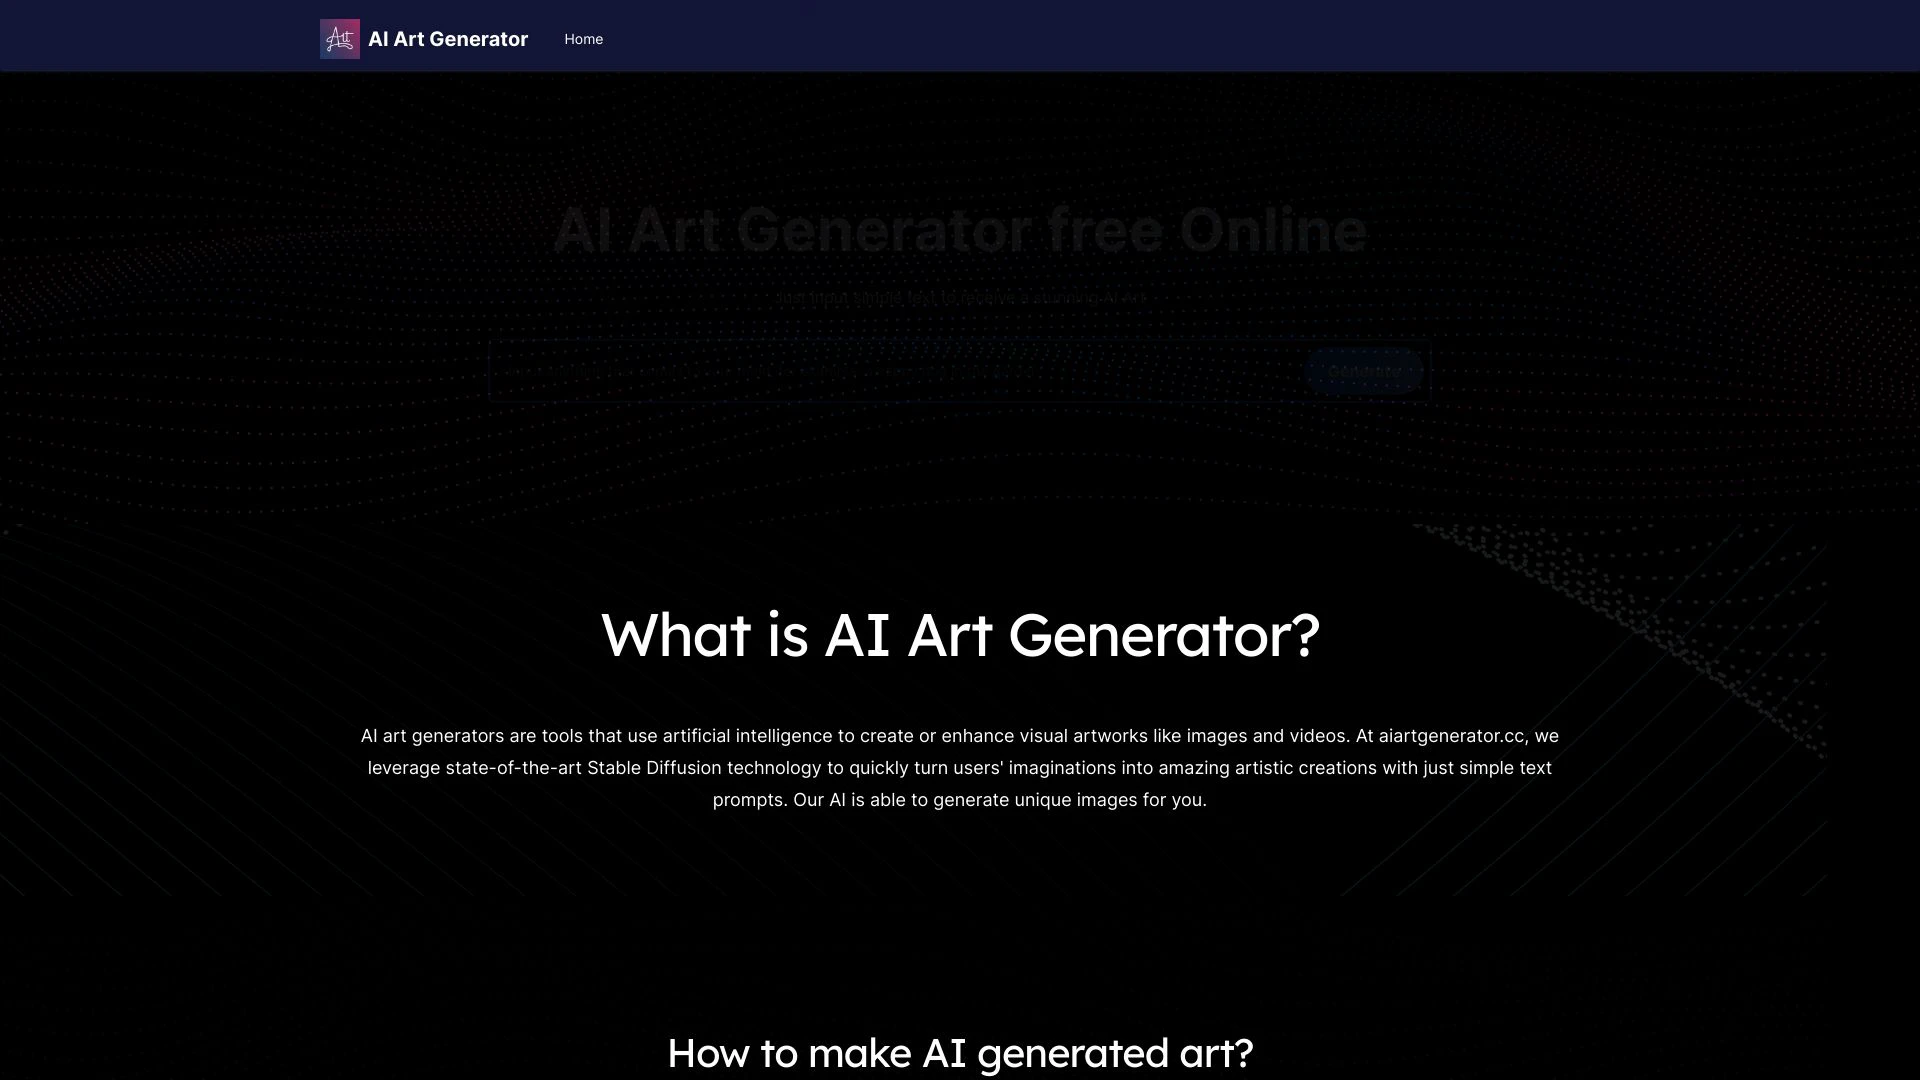 Art
AI Art Generator
Home
AI Art Generator free Online
Just input simple text to receive a stunning AI Art
Generate
What is AI Art Generator?
AI art generators are tools that use artificial intelligence to create or enhance visual artworks like images and videos. At aiartgenerator.cc, we
leverage state-of-the-art Stable Diffusion technology to quickly turn users' imaginations into amazing artistic creations with just simple text
prompts. Our AI is able to generate unique images for you.
How to make AI generated art?